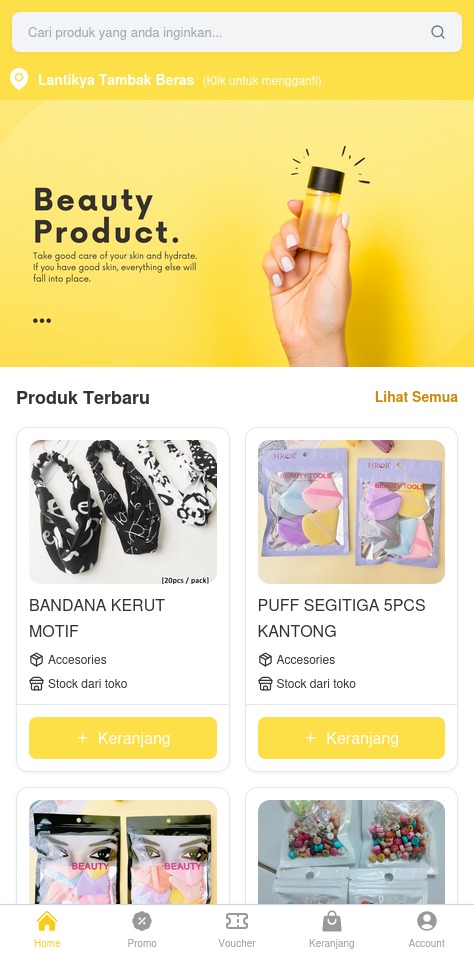 Cari produk yang anda inginkan...
Lantikya Tambak Beras (Klik untuk mengganti)
Beauty
Product.
Take good care of your skin and hydrate.
If you have good skin, everything else will
fall into place.
Produk Terbaru
Lihat Semua
[20pcs / pack]
HROR
BEAUTY TOOLS
HROR
BEAUTYTOOLS
BANDANA KERUT
MOTIF
Accesories
Stock dari toko
+ Keranjang
PUFF SEGITIGA 5PCS
KANTONG
Accesories
Stock dari toko
+ Keranjang
BEAUTY
BEAUTY
Home
Promo
Voucher
Keranjang
Account